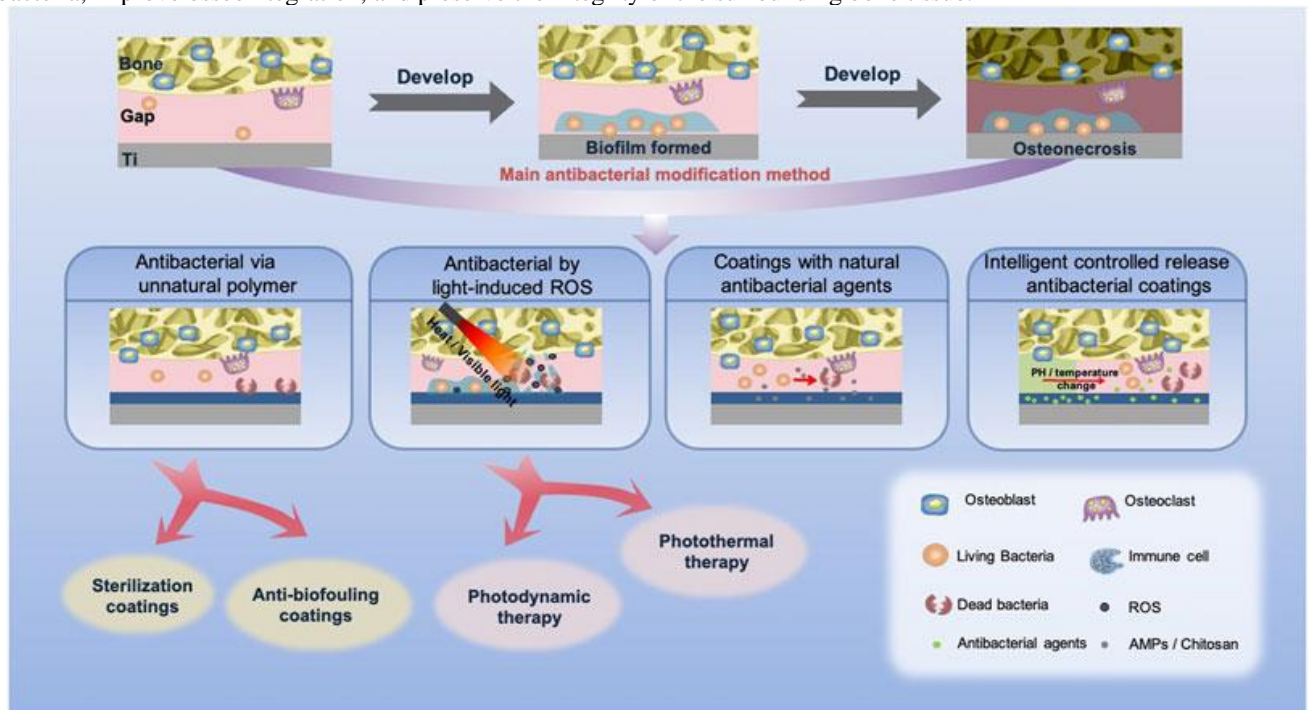 Bone
Gap
Ti
Develop
Biofilm formed
Develop
Osteonecrosis
Main antibacterial modification method
Antibacterial via
unnatural polymer
Antibacterial by
light-induced ROS
Heat / Visible light
Coatings with natural
antibacterial agents
Intelligent controlled release
antibacterial coatings
PH / temperature
change
Sterilization
coatings
Anti-biofouling
coatings
Photodynamic
therapy
Photothermal
therapy
Osteoblast
Osteoclast
Living Bacteria
Immune cell
Dead bacteria
ROS
Antibacterial agents
AMPs / Chitosan